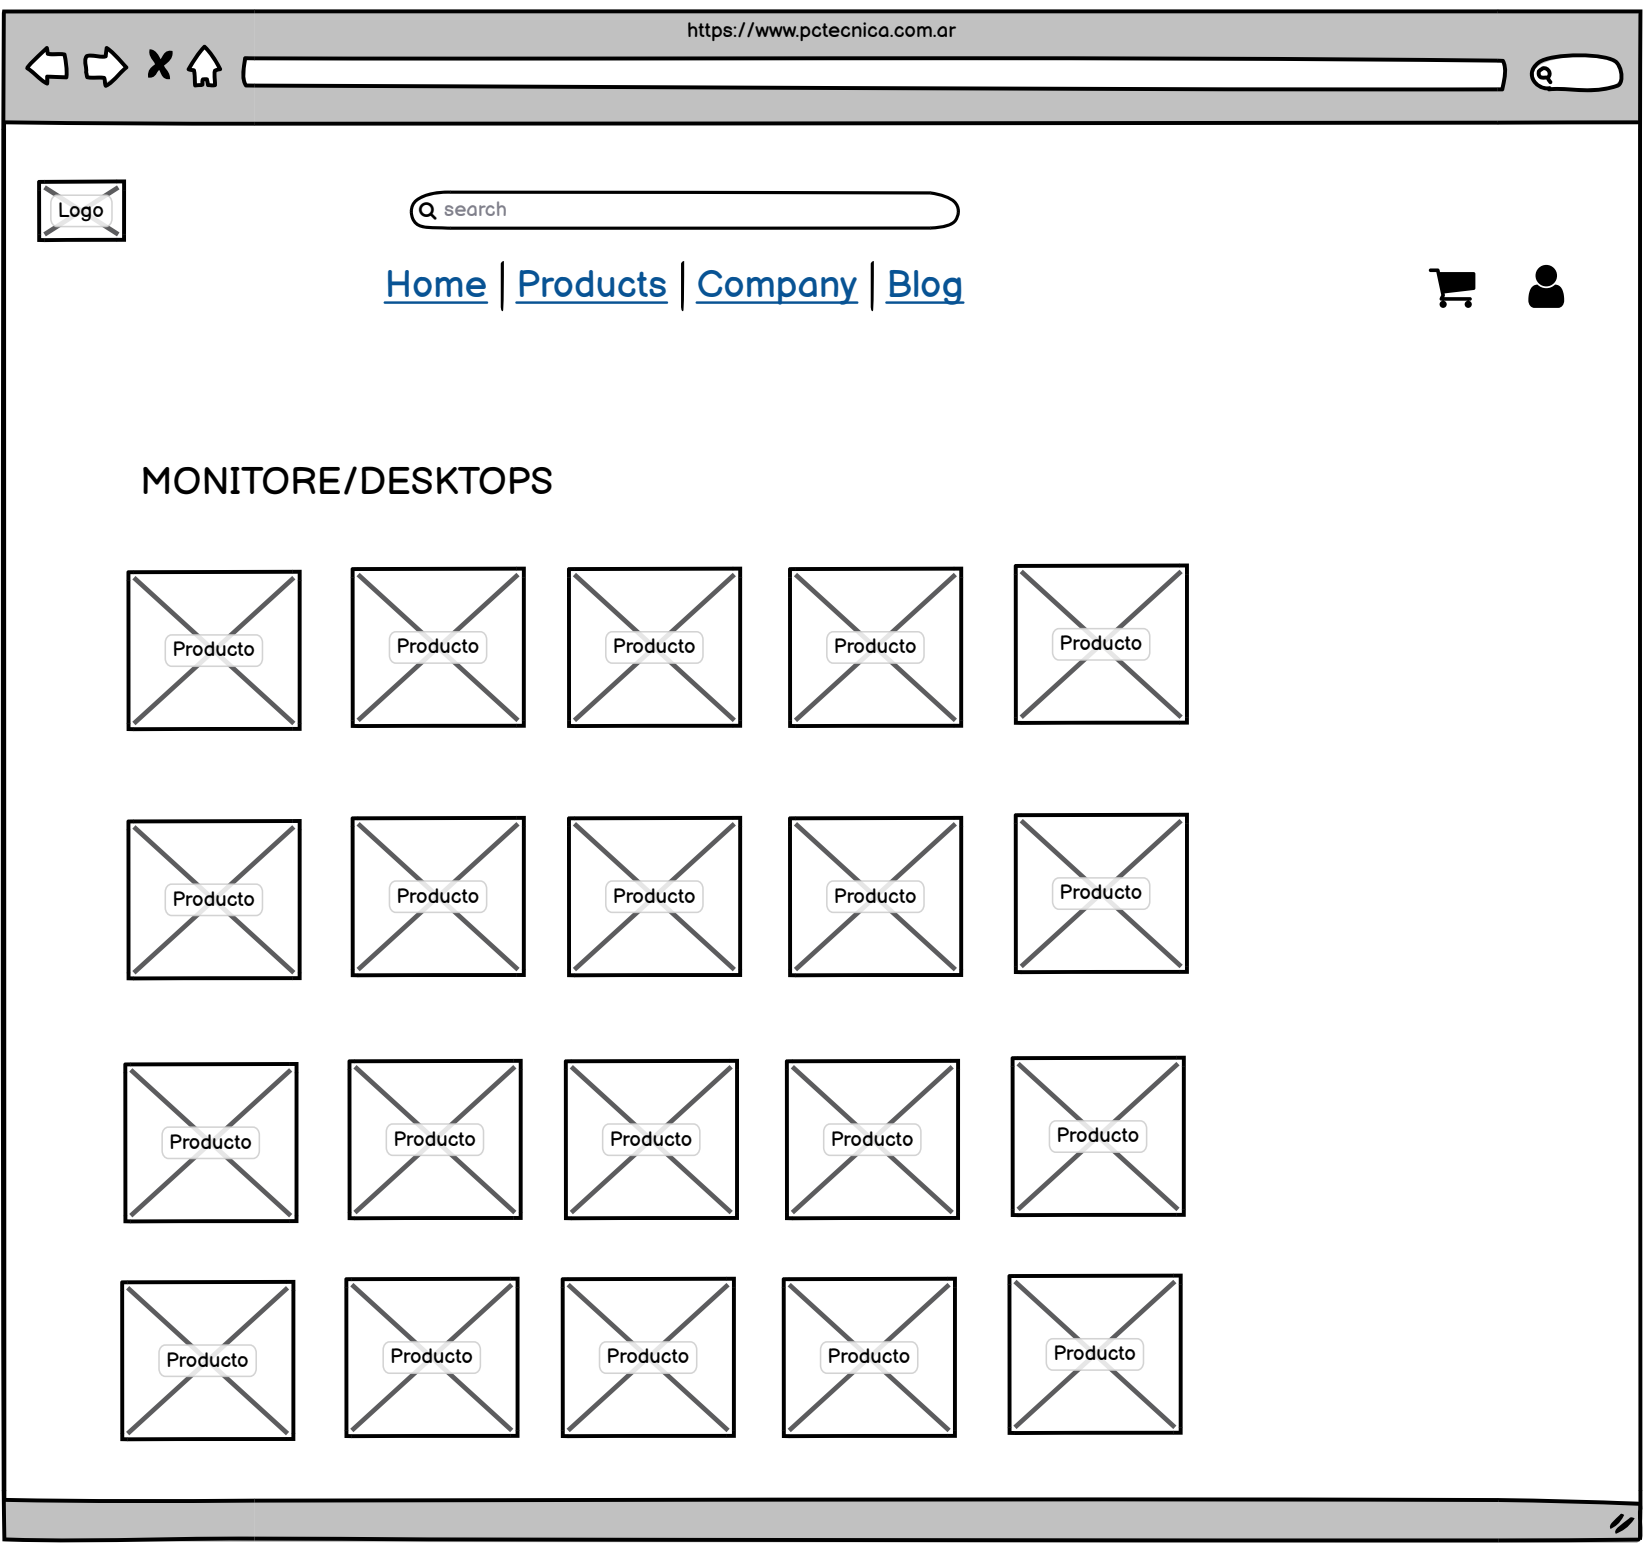 https://www.pctecnica.com.ar
Logo
search
Home | Products | Company | Blog
MONITORE/DESKTOPS
Producto Producto Producto Producto Producto
Producto Producto Producto Producto Producto
Producto Producto Producto Producto Producto
Producto Producto Producto Producto Producto